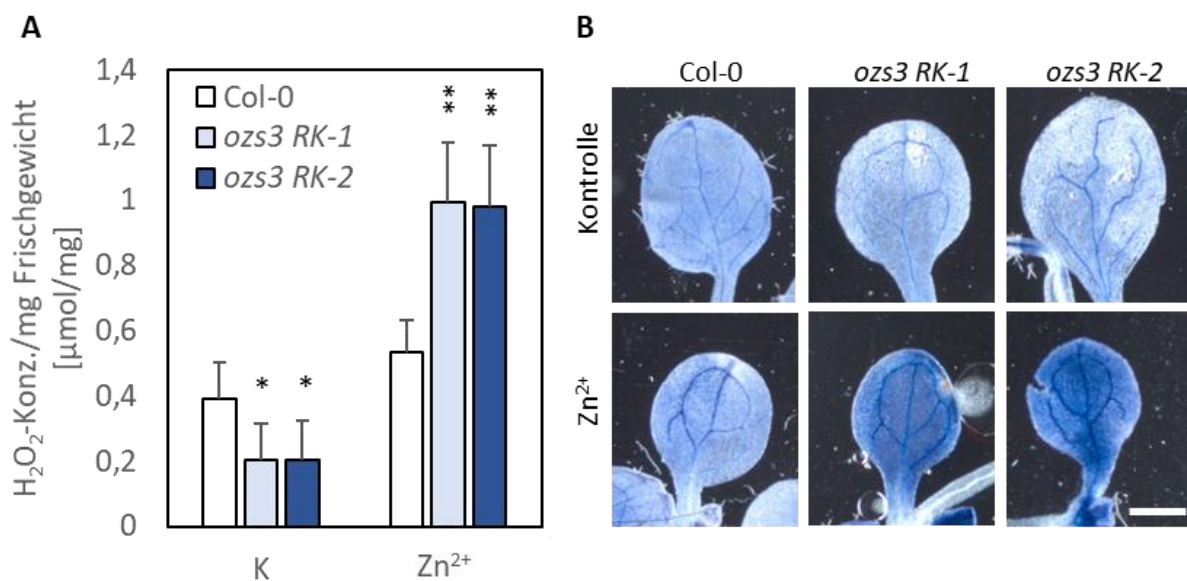 A
H₂O₂-Konz./mg Frischgewicht
[µmol/mg]
1,4
1,2
1
0,8
0,6
0,4
0,2
0
Col-0
ozs3 RK-1
ozs3 RK-2
*
*
**
**
K
Zn²⁺
B
Col-0
ozs3 RK-1
ozs3 RK-2
Kontrolle
Zn²⁺